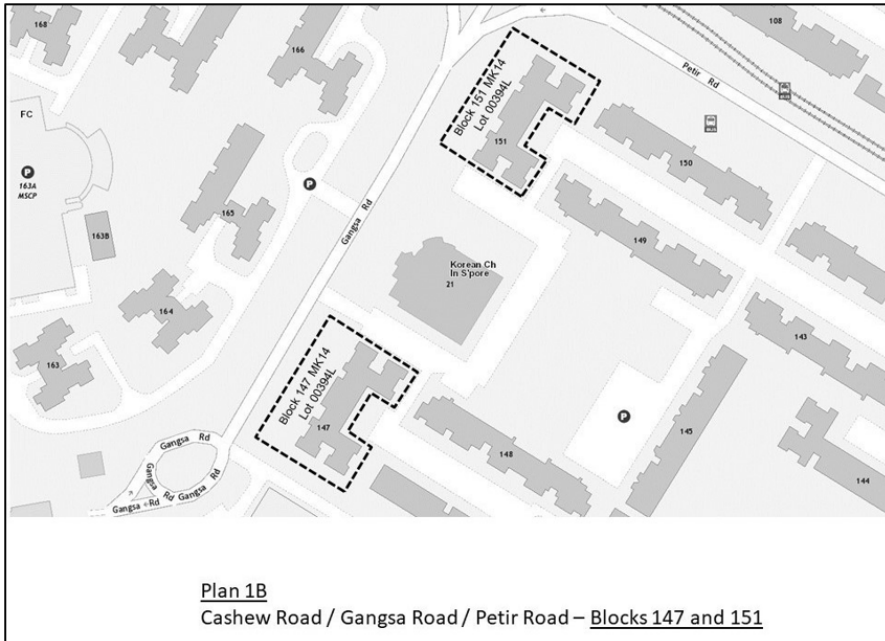 168
166
108
Petir Rd
Block 151 MK14
Lot 00394L
151
150
FC
P
163A
MSCP
P
Gangsa Rd
165
163B
149
Korean Ch
In S'pore
21
164
163
143
Block 147 MK14
Lot 00394L
147
P
145
148
144
Gangsa Rd
Gangsa Rd
Gangsa Rd
Gangsa Rd
Plan 1B
Cashew Road / Gangsa Road / Petir Road – Blocks 147 and 151